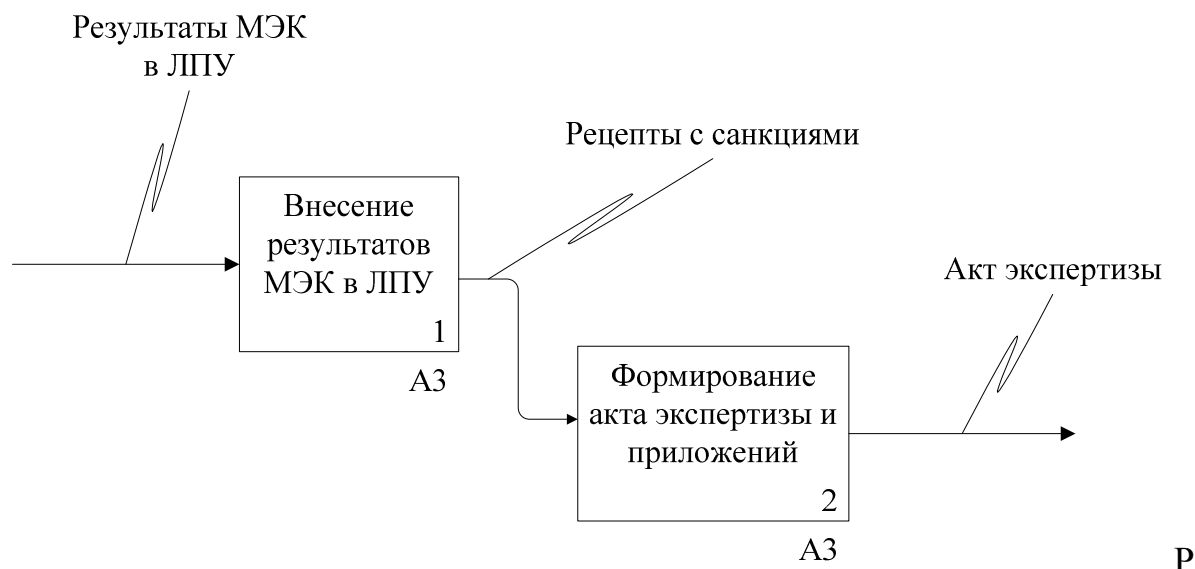 Результаты МЭК
в ЛПУ
Рецепты с санкциями
Внесение
результатов
МЭК в ЛПУ
1
А3
Акт экспертизы
Формирование
акта экспертизы и
приложений
2
А3
Р